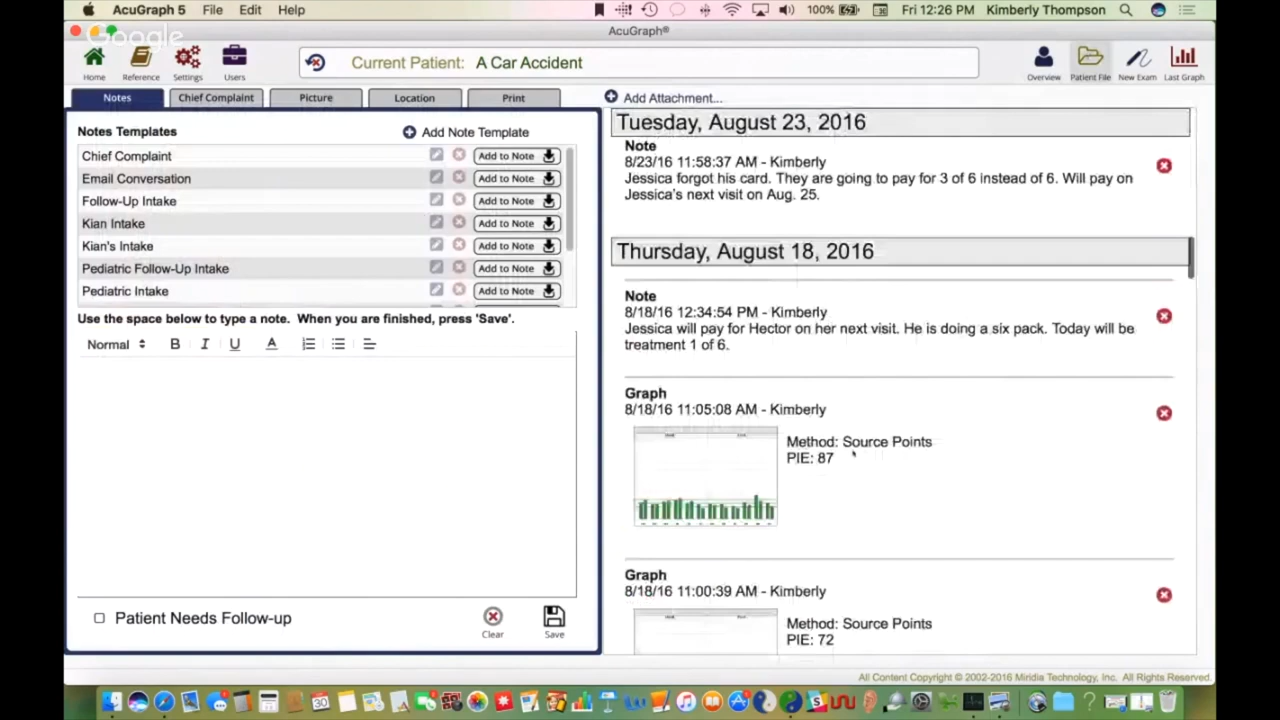 AcuGraph 5 File Edit Help
100% Fri 12:26 PM Kimberly Thompson
Google
AcuGraph®
Home Reference Settings Users
Current Patient: A Car Accident
Overview Patient File New Exam Last Graph
Notes Chief Complaint Picture Location Print
Notes Templates Add Note Template
Chief Complaint Add to Note
Email Conversation Add to Note
Follow-Up Intake Add to Note
Kian Intake Add to Note
Kian's Intake Add to Note
Pediatric Follow-Up Intake Add to Note
Pediatric Intake Add to Note
Use the space below to type a note. When you are finished, press 'Save'.
Normal B I U A
Patient Needs Follow-up
Clear Save
Add Attachment...
Tuesday, August 23, 2016
Note
8/23/16 11:58:37 AM - Kimberly
Jessica forgot his card. They are going to pay for 3 of 6 instead of 6. Will pay on
Jessica's next visit on Aug. 25.
Thursday, August 18, 2016
Note
8/18/16 12:34:54 PM - Kimberly
Jessica will pay for Hector on her next visit. He is doing a six pack. Today will be
treatment 1 of 6.
Graph
8/18/16 11:05:08 AM - Kimberly
Method: Source Points
PIE: 87
Graph
8/18/16 11:00:39 AM - Kimberly
Method: Source Points
PIE: 72
All Content Copyright © 2002-2016 Miridia Technology, Inc. All Rights Reserved.
30